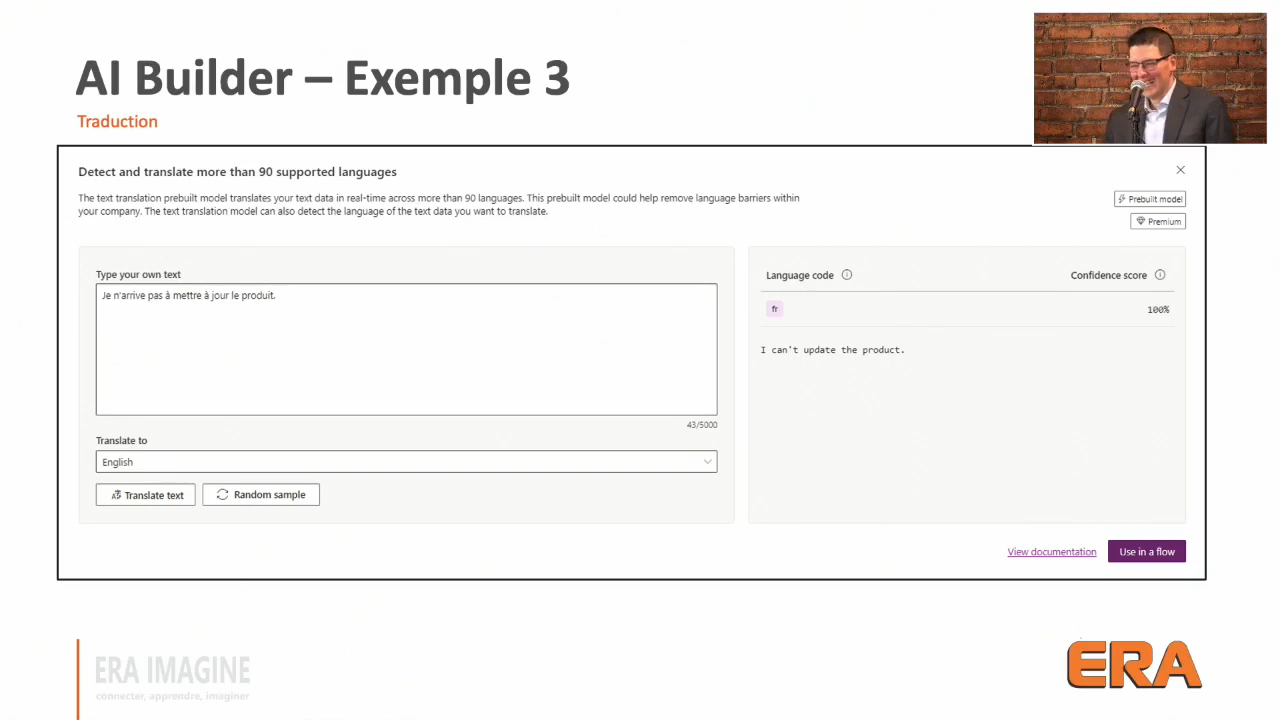 AI Builder – Exemple 3
Traduction
Detect and translate more than 90 supported languages
The text translation prebuilt model translates your text data in real-time across more than 90 languages. This prebuilt model could help remove language barriers within
your company. The text translation model can also detect the language of the text data you want to translate.
Prebuilt model
Premium
Type your own text
Je n'arrive pas à mettre à jour le produit.
43/5000
Translate to
English
Translate text
Random sample
Language code
Confidence score
fr
100%
I can't update the product.
View documentation
Use in a flow
ERA IMAGINE
connecter, apprendre, imaginer
ERA